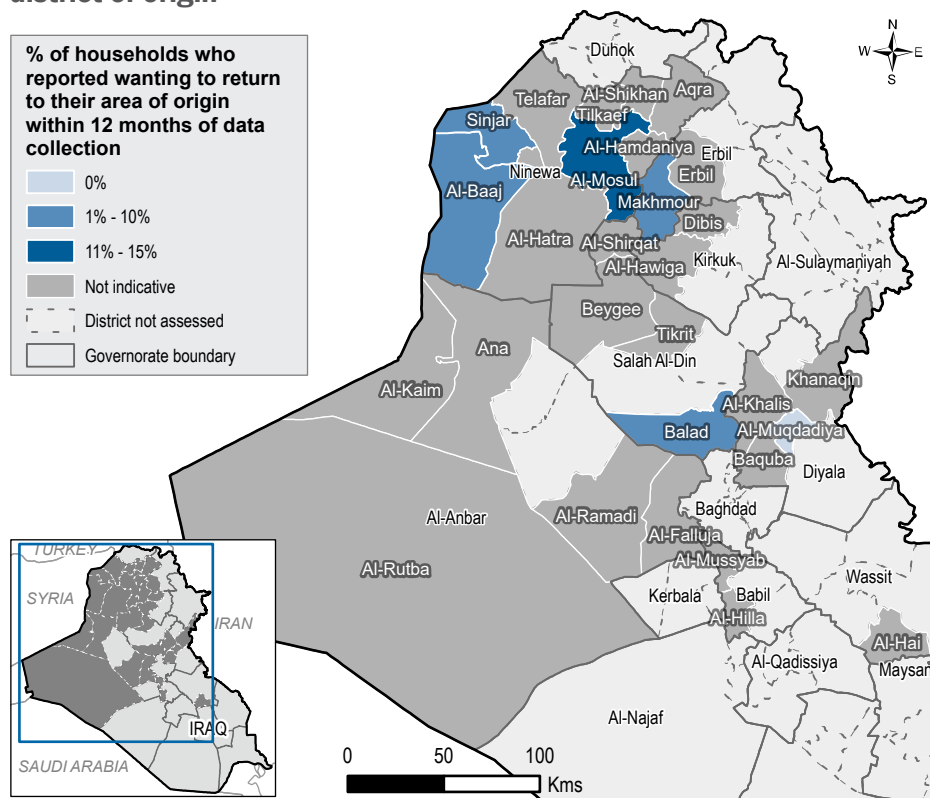 district of origin
% of households who
reported wanting to return
to their area of origin
within 12 months of data
collection
0%
1% - 10%
11% - 15%
Not indicative
District not assessed
Governorate boundary
N
W
E
S
Duhok
Telafar
Al-Shikhan
Aqra
Tilkaef
Sinjar
Al-Hamdaniya
Erbil
Ninewa
Al-Mosul
Erbil
Al-Baaj
Makhmour
Dibis
Al-Hatra
Al-Shirqat
Kirkuk
Al-Sulaymaniyah
Al-Hawiga
Beygee
Tikrit
Ana
Salah Al-Din
Khanaqin
Al-Kaim
Al-Khalis
Balad
Al-Muqdadiya
Baquba
Diyala
Baghdad
Al-Anbar
Al-Ramadi
Al-Falluja
Al-Mussyab
Al-Rutba
Wassit
Kerbala
Babil
Al-Hilla
Al-Hai
Al-Qadissiya
Maysan
Al-Najaf
TURKEY
SYRIA
IRAN
IRAQ
SAUDI ARABIA
0
50
100
Kms